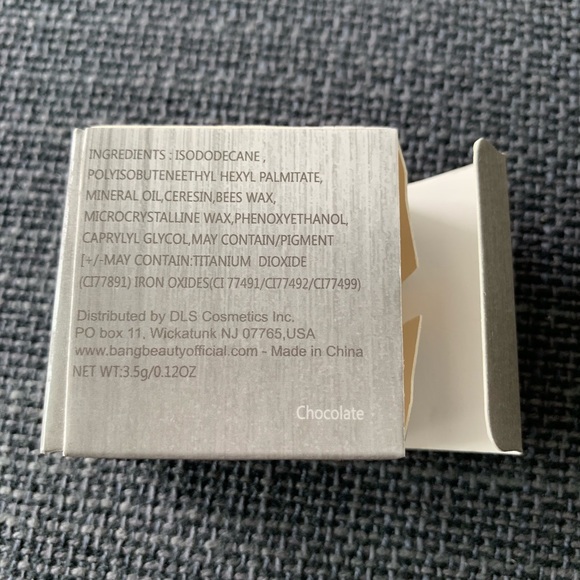 INGREDIENTS : ISODODECANE ,
POLYISOBUTENEETHYL HEXYL PALMITATE,
MINERAL OIL,CERESIN,BEES WAX,
MICROCRYSTALLINE WAX,PHENOXYETHANOL,
CAPRYLYL GLYCOL,MAY CONTAIN/PIGMENT
[+/-MAY CONTAIN:TITANIUM DIOXIDE
(CI77891) IRON OXIDES(CI 77491/CI77492/CI77499)
Distributed by DLS Cosmetics Inc,
PO box 11, Wickatunk NJ 07765,USA
www.bangbeautyofficial.com - Made in China
NET WT:3.5g/0.12OZ
Chocolate